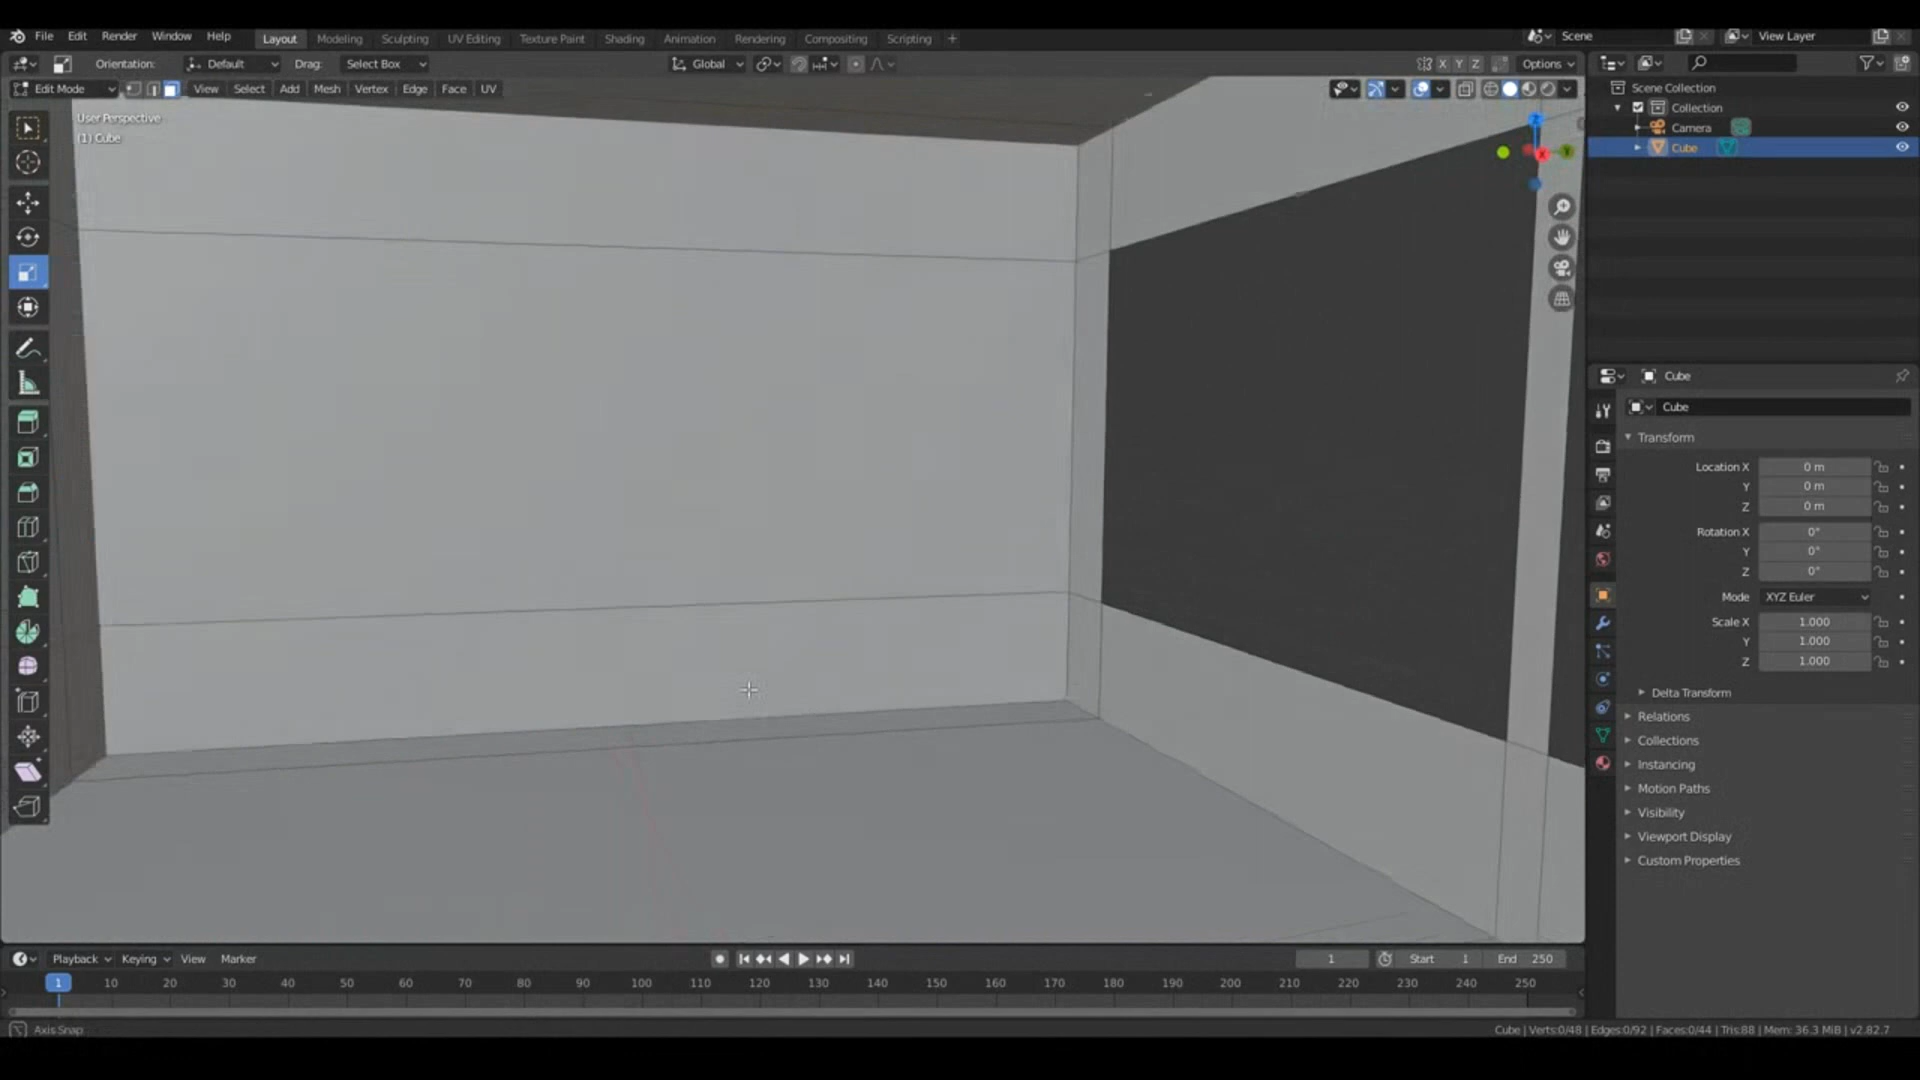 File Edit Render Window Help Layout Modeling Sculpting UV Editing Texture Paint Shading Animation Rendering Compositing Scripting + Scene View Layer
Orientation: Default Drag: Select Box Global X Y Z Options
Edit Mode View Select Add Mesh Vertex Edge Face UV
User Perspective
(1) Cube
Z
X
Y
Scene Collection
Collection
Camera
Cube
Cube
Cube
Transform
Location X 0 m
Y 0 m
Z 0 m
Rotation X 0°
Y 0°
Z 0°
Mode XYZ Euler
Scale X 1.000
Y 1.000
Z 1.000
Delta Transform
Relations
Collections
Instancing
Motion Paths
Visibility
Viewport Display
Custom Properties
Playback Keying View Marker 1 Start 1 End 250
1 10 20 30 40 50 60 70 80 90 100 110 120 130 140 150 160 170 180 190 200 210 220 230 240 250
Axis Snap Cube | Verts:0/48 | Edges:0/92 | Faces:0/44 | Tris:88 | Mem: 36.3 MiB | v2.82.7